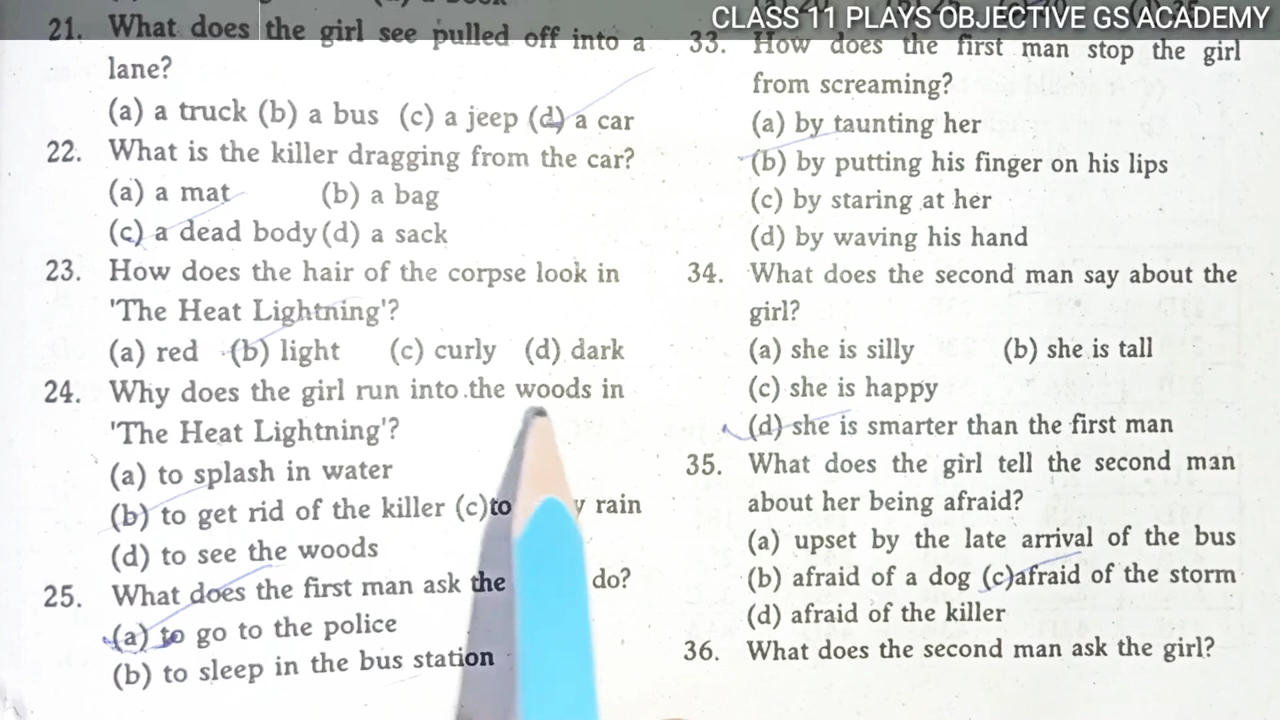 CLASS 11 PLAYS OBJECTIVE GS ACADEMY
21. What does the girl see pulled off into a
lane?
(a) a truck (b) a bus (c) a jeep (d) a car
22. What is the killer dragging from the car?
(a) a mat (b) a bag
(c) a dead body (d) a sack
23. How does the hair of the corpse look in
'The Heat Lightning'?
(a) red (b) light (c) curly (d) dark
24. Why does the girl run into the woods in
'The Heat Lightning'?
(a) to splash in water
(b) to get rid of the killer (c) to rain
(d) to see the woods
25. What does the first man ask the do?
(a) to go to the police
(b) to sleep in the bus station
33. How does the first man stop the girl
from screaming?
(a) by taunting her
(b) by putting his finger on his lips
(c) by staring at her
(d) by waving his hand
34. What does the second man say about the
girl?
(a) she is silly (b) she is tall
(c) she is happy
(d) she is smarter than the first man
35. What does the girl tell the second man
about her being afraid?
(a) upset by the late arrival of the bus
(b) afraid of a dog (c) afraid of the storm
(d) afraid of the killer
36. What does the second man ask the girl?